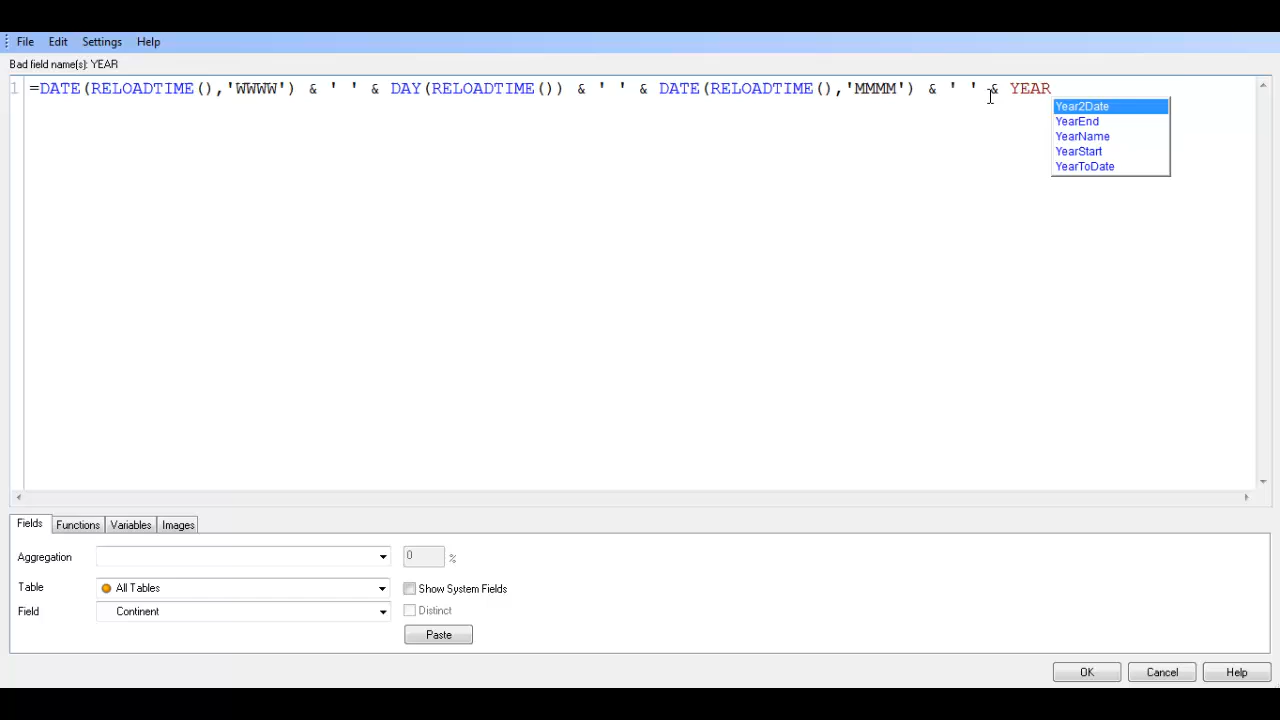 File Edit Settings Help
Bad field name(s): YEAR
1 =DATE(RELOADTIME(),'WWWW') & ' ' & DAY(RELOADTIME()) & ' ' & DATE(RELOADTIME(),'MMMM') & ' ' & YEAR
Year2Date
YearEnd
YearName
YearStart
YearToDate
Fields Functions Variables Images
Aggregation 0 %
Table All Tables Show System Fields
Field Continent Distinct
Paste
OK Cancel Help